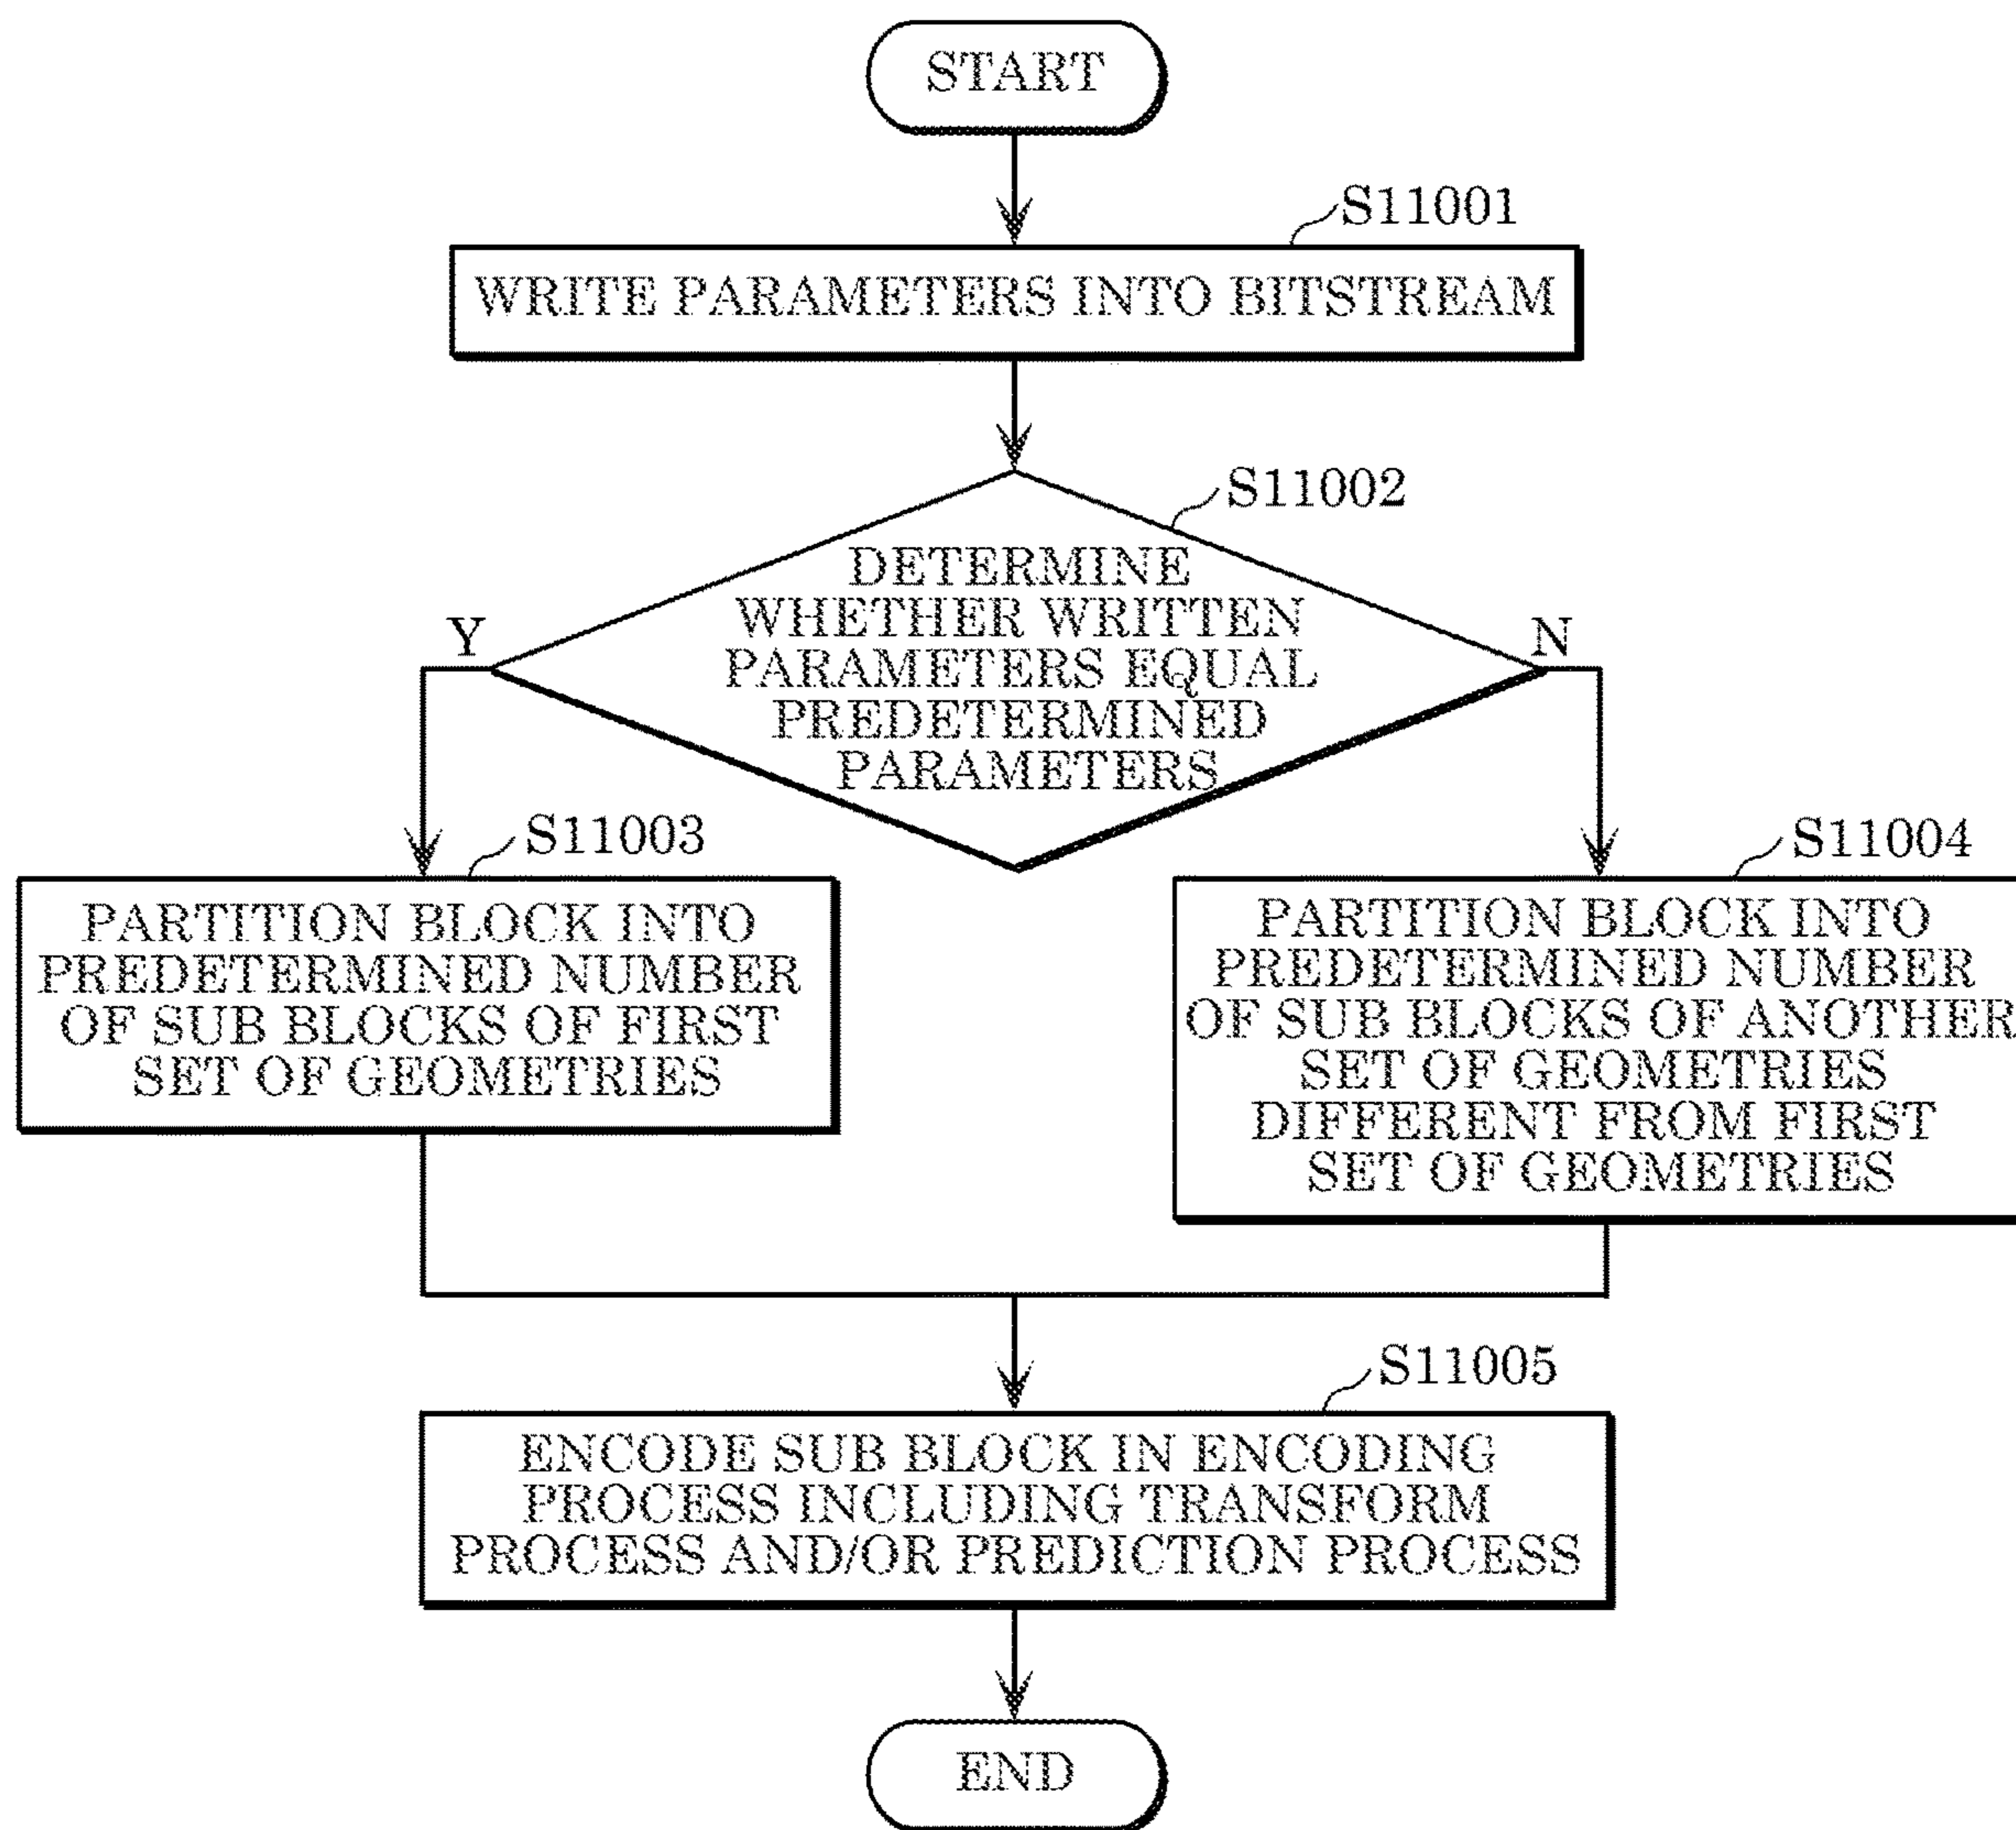 START
S11001
WRITE PARAMETERS INTO BITSTREAM
S11002
DETERMINE
WHETHER WRITTEN
PARAMETERS EQUAL
PREDETERMINED
PARAMETERS
Y
N
S11003
PARTITION BLOCK INTO
PREDETERMINED NUMBER
OF SUB BLOCKS OF FIRST
SET OF GEOMETRIES
S11004
PARTITION BLOCK INTO
PREDETERMINED NUMBER
OF SUB BLOCKS OF ANOTHER
SET OF GEOMETRIES
DIFFERENT FROM FIRST
SET OF GEOMETRIES
S11005
ENCODE SUB BLOCK IN ENCODING
PROCESS INCLUDING TRANSFORM
PROCESS AND/OR PREDICTION PROCESS
END